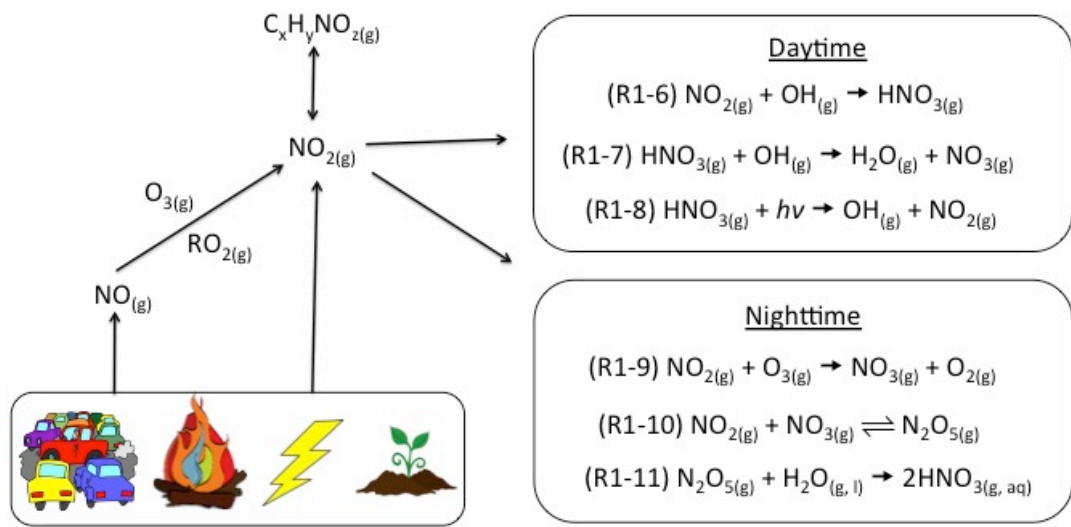 CₓHᵧNO₂(g)
NO₂(g)
O₃(g)
RO₂(g)
NO(g)
Daytime
(R1-6) NO₂(g) + OH(g) → HNO₃(g)
(R1-7) HNO₃(g) + OH(g) → H₂O(g) + NO₃(g)
(R1-8) HNO₃(g) + hν → OH(g) + NO₂(g)
Nighttime
(R1-9) NO₂(g) + O₃(g) → NO₃(g) + O₂(g)
(R1-10) NO₂(g) + NO₃(g) ⇌ N₂O₅(g)
(R1-11) N₂O₅(g) + H₂O(g, l) → 2HNO₃(g, aq)